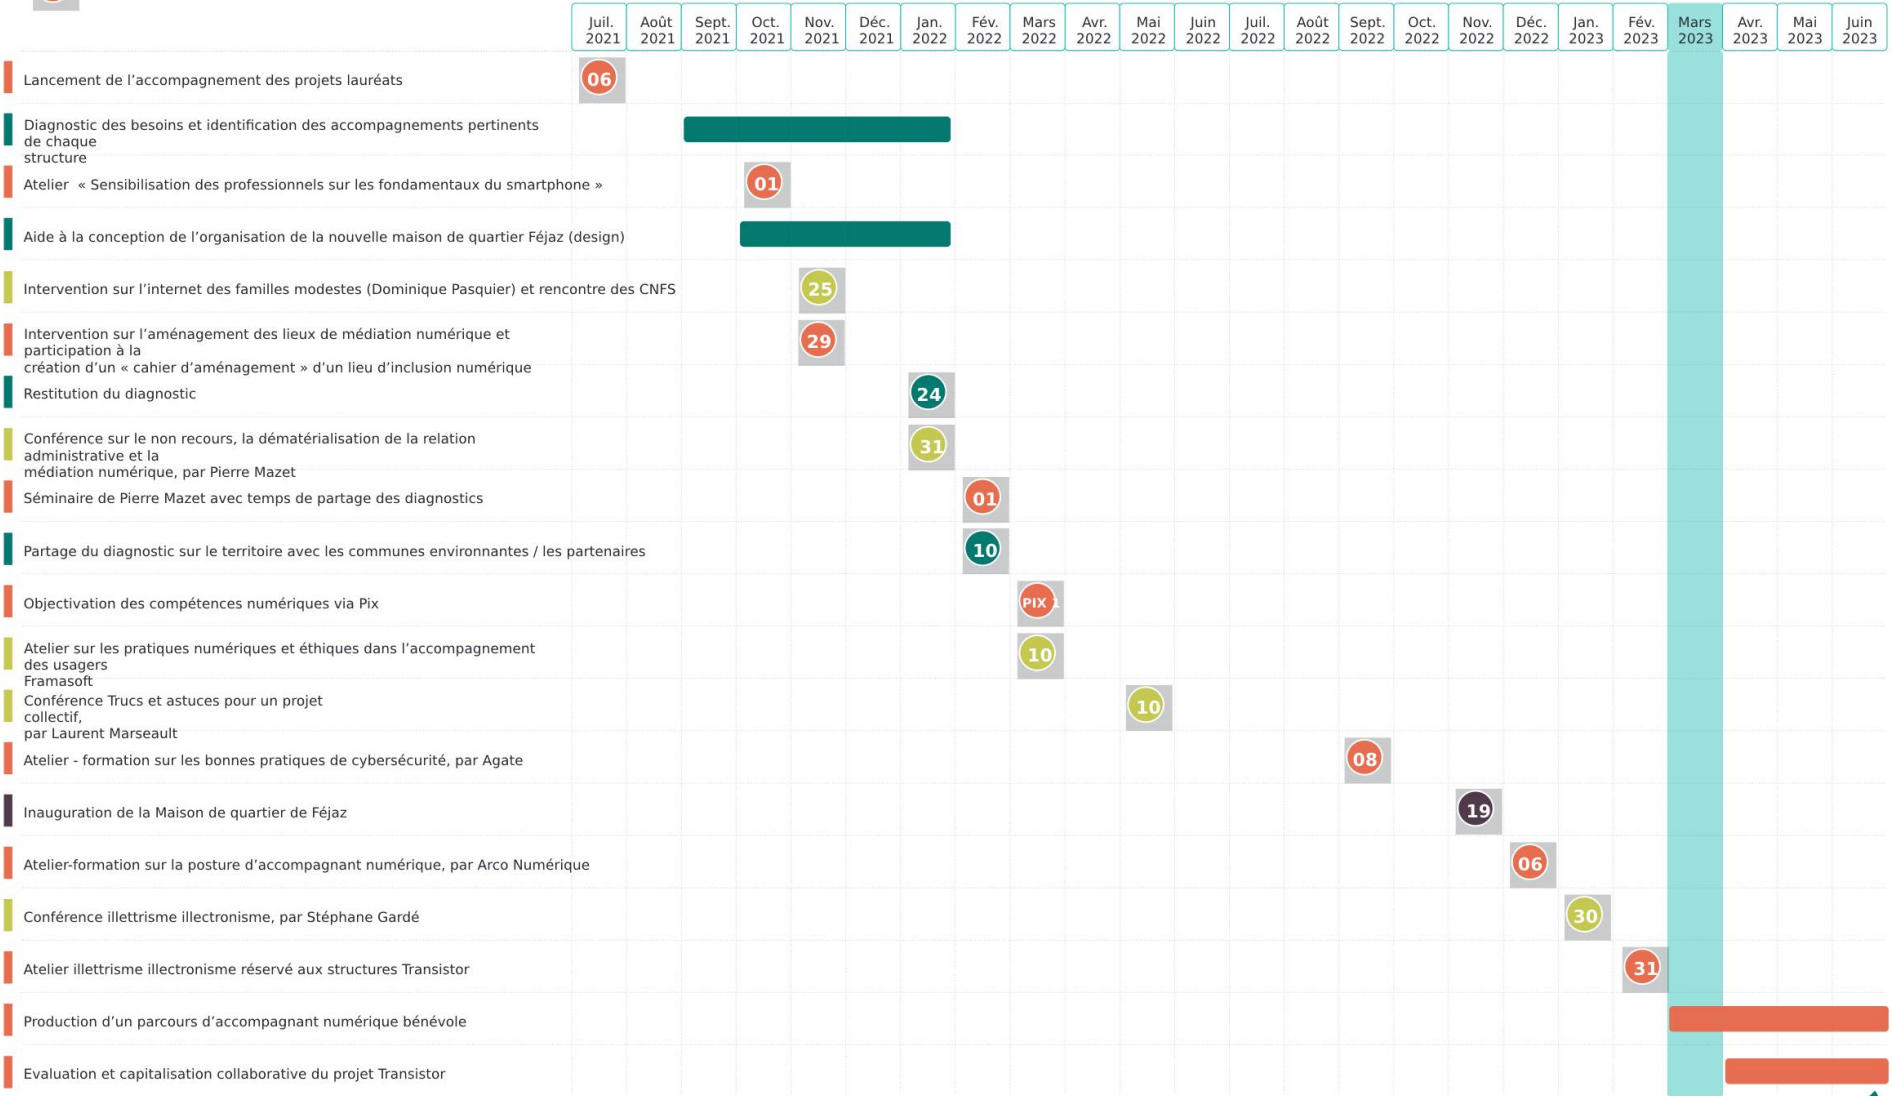 Juil. Août Sept. Oct. Nov. Déc. Jan. Fév. Mars Avr. Mai Juin Juil. Août Sept. Oct. Nov. Déc. Jan. Fév. Mars Avr. Mai Juin
2021 2021 2021 2021 2021 2021 2022 2022 2022 2022 2022 2022 2022 2022 2022 2022 2022 2022 2023 2023 2023 2023 2023 2023
Lancement de l’accompagnement des projets lauréats 06
Diagnostic des besoins et identification des accompagnements pertinents
de chaque
structure
Atelier « Sensibilisation des professionnels sur les fondamentaux du smartphone » 01
Aide à la conception de l’organisation de la nouvelle maison de quartier Féjaz (design)
Intervention sur l’internet des familles modestes (Dominique Pasquier) et rencontre des CNFS 25
Intervention sur l’aménagement des lieux de médiation numérique et
participation à la 29
création d’un « cahier d’aménagement » d’un lieu d’inclusion numérique
Restitution du diagnostic 24
Conférence sur le non recours, la dématérialisation de la relation
administrative et la 31
médiation numérique, par Pierre Mazet
Séminaire de Pierre Mazet avec temps de partage des diagnostics 01
Partage du diagnostic sur le territoire avec les communes environnantes / les partenaires 10
Objectivation des compétences numériques via Pix PIX 1
Atelier sur les pratiques numériques et éthiques dans l’accompagnement
des usagers 10
Framasoft
Conférence Trucs et astuces pour un projet
collectif, 10
par Laurent Marseault
Atelier - formation sur les bonnes pratiques de cybersécurité, par Agate 08
Inauguration de la Maison de quartier de Féjaz 19
Atelier-formation sur la posture d’accompagnant numérique, par Arco Numérique 06
Conférence illettrisme illectronisme, par Stéphane Gardé 30
Atelier illettrisme illectronisme réservé aux structures Transistor 31
Production d’un parcours d’accompagnant numérique bénévole
Evaluation et capitalisation collaborative du projet Transistor